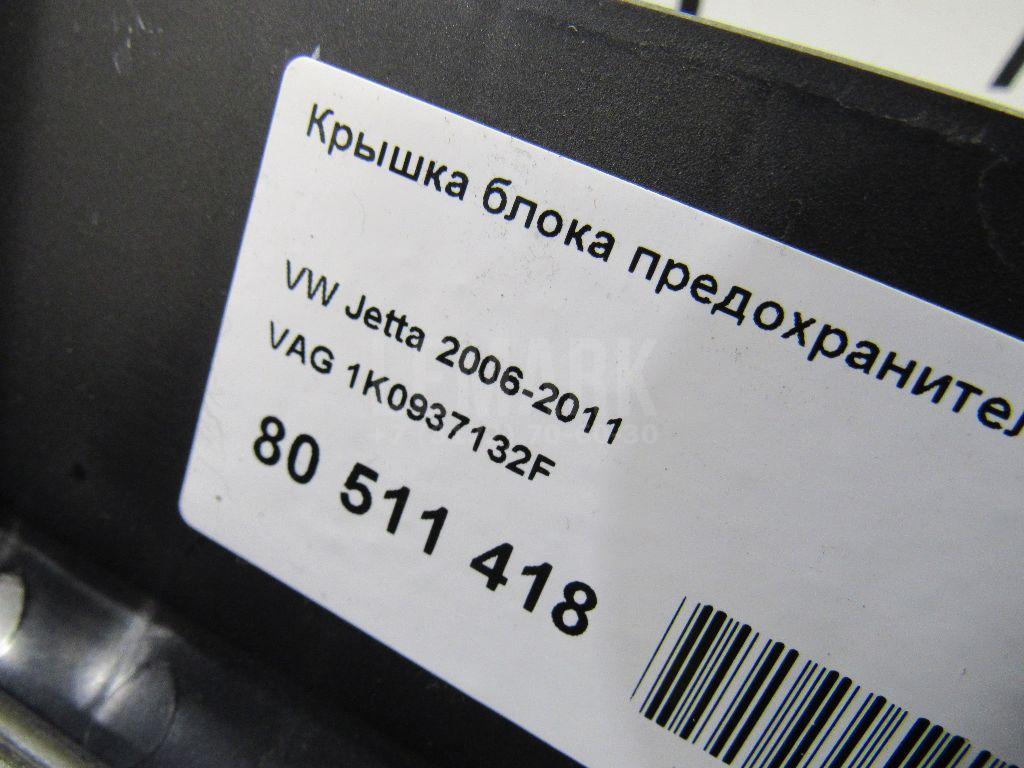 Крышка блока предохранител
VW Jetta 2006-2011
VAG 1K0937132F
80 511 418